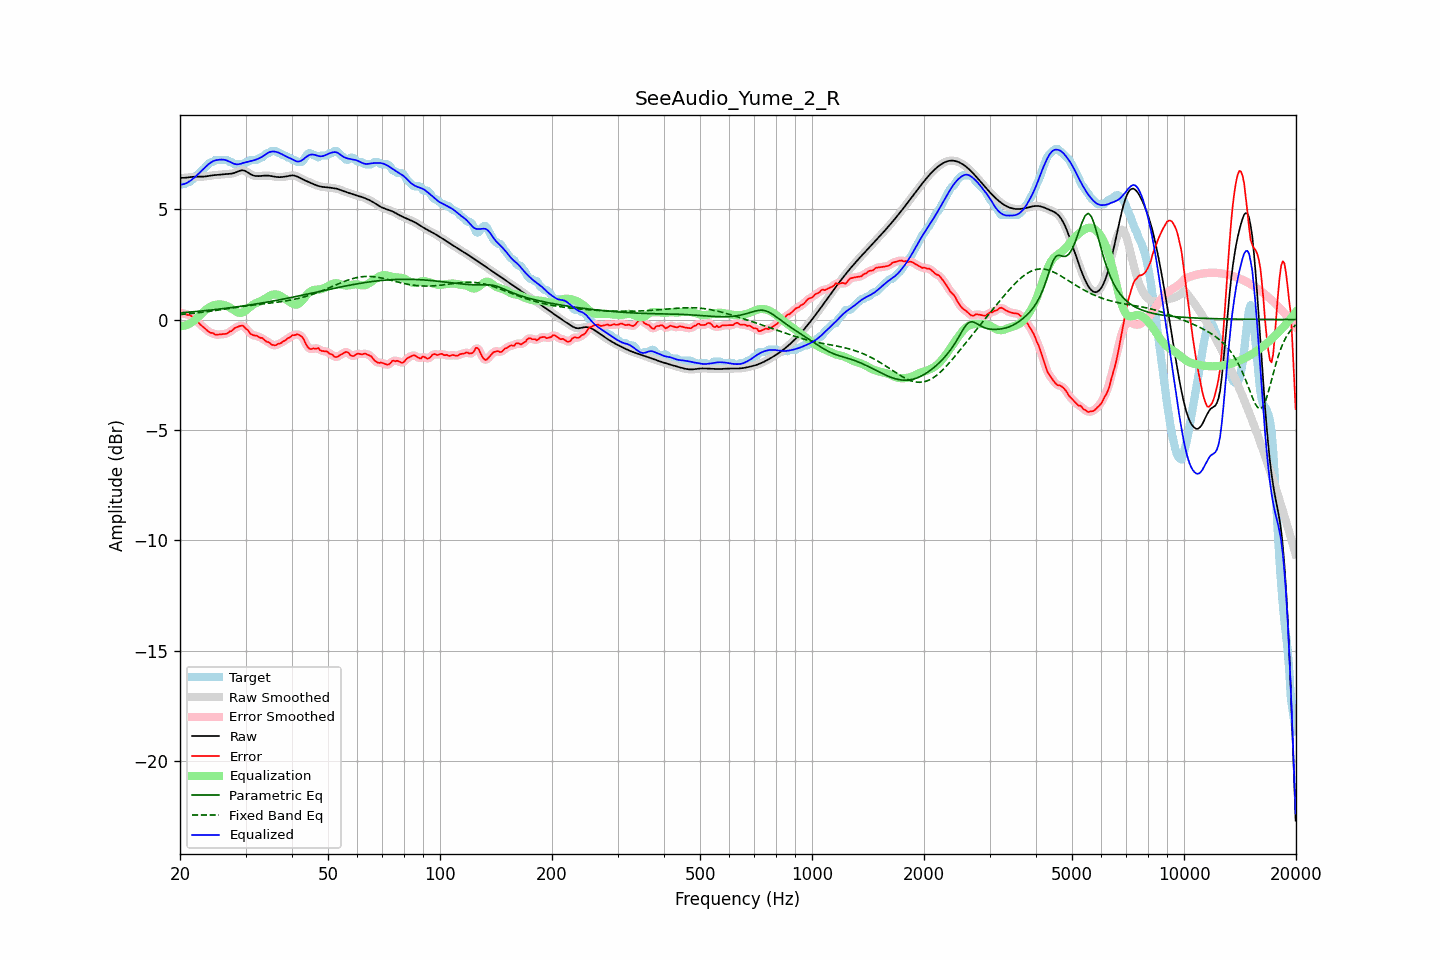 SeeAudio_Yume_2_R
Amplitude (dBr)
5
0
−5
−10
−15
−20
Target
Raw Smoothed
Error Smoothed
Raw
Error
Equalization
Parametric Eq
Fixed Band Eq
Equalized
20 50 100 200 500 1000 2000 5000 10000 20000
Frequency (Hz)